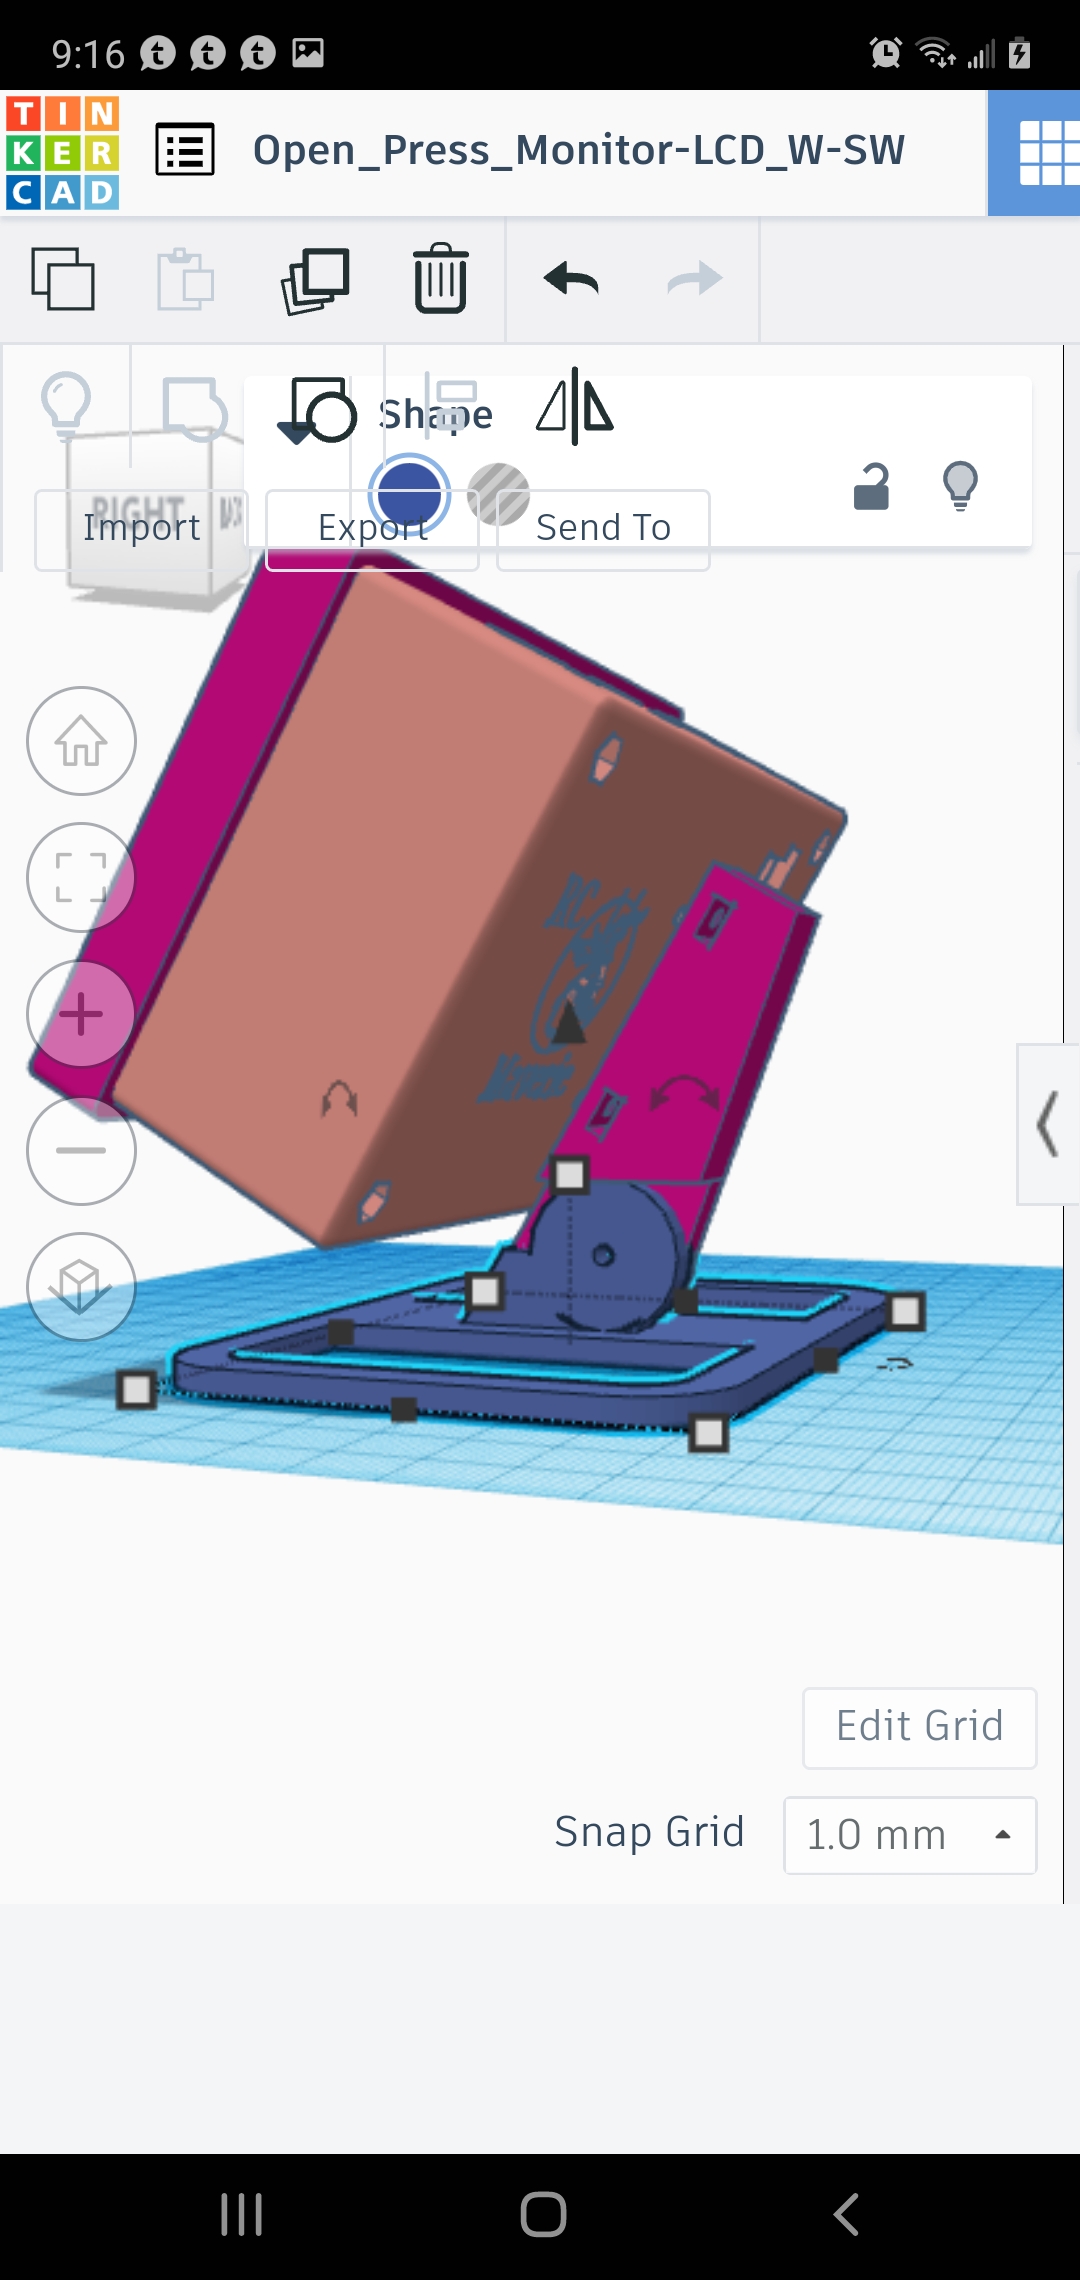 9:16
TIN
KER
CAD
Open_Press_Monitor-LCD_W-SW
Shape
RIGHT
Import
Export
Send To
Edit Grid
Snap Grid
1.0 mm